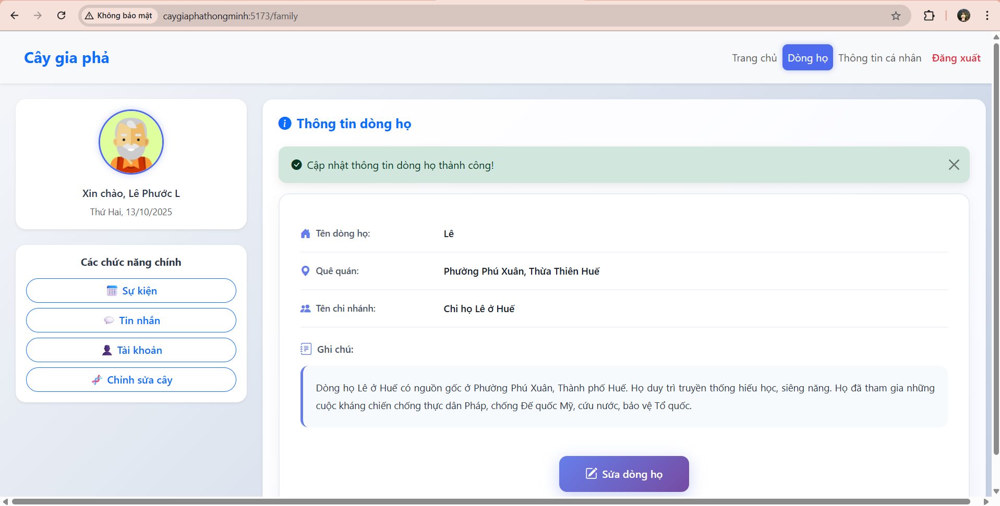 Không bảo mật
caygiaphathongminh:5173/family
Cây gia phả
Trang chủ
Dòng họ
Thông tin cá nhân
Đăng xuất
Xin chào, Lê Phước L
Thứ Hai, 13/10/2025
Các chức năng chính
Sự kiện
Tin nhắn
Tài khoản
Chỉnh sửa cây
Thông tin dòng họ
Cập nhật thông tin dòng họ thành công!
Tên dòng họ: Lê
Quê quán: Phường Phú Xuân, Thừa Thiên Huế
Tên chi nhánh: Chi họ Lê ở Huế
Ghi chú:
Dòng họ Lê ở Huế có nguồn gốc ở Phường Phú Xuân, Thành phố Huế. Họ duy trì truyền thống hiếu học, siêng năng. Họ đã tham gia những
cuộc kháng chiến chống thực dân Pháp, chống Đế quốc Mỹ, cứu nước, bảo vệ Tổ quốc.
Sửa dòng họ